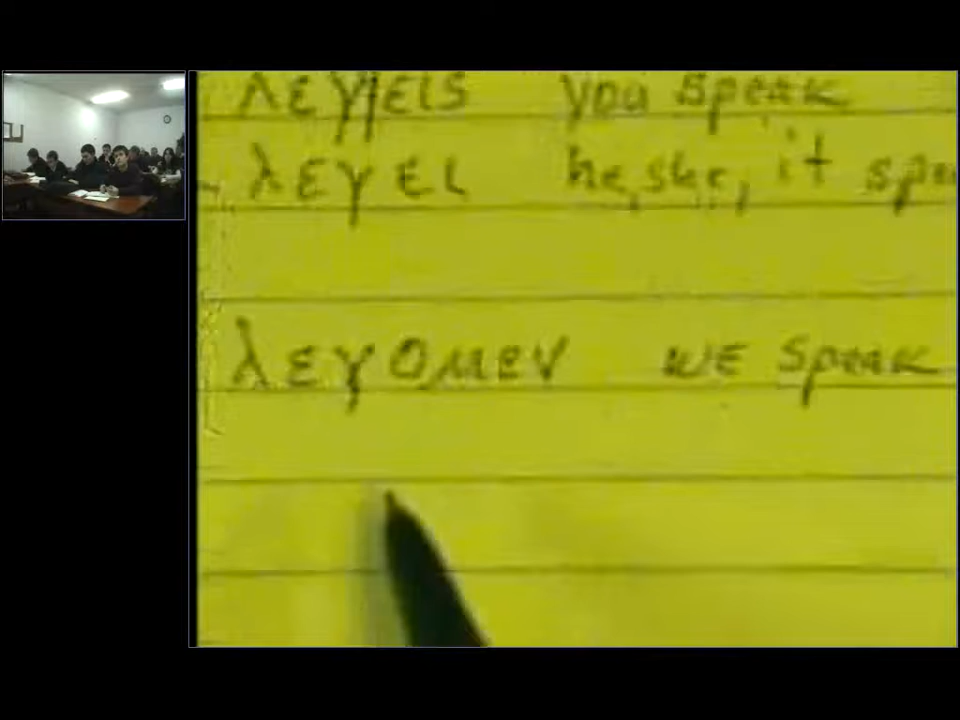 λεγεις you speak
λεγει he, she, it
λεγομεν we speak